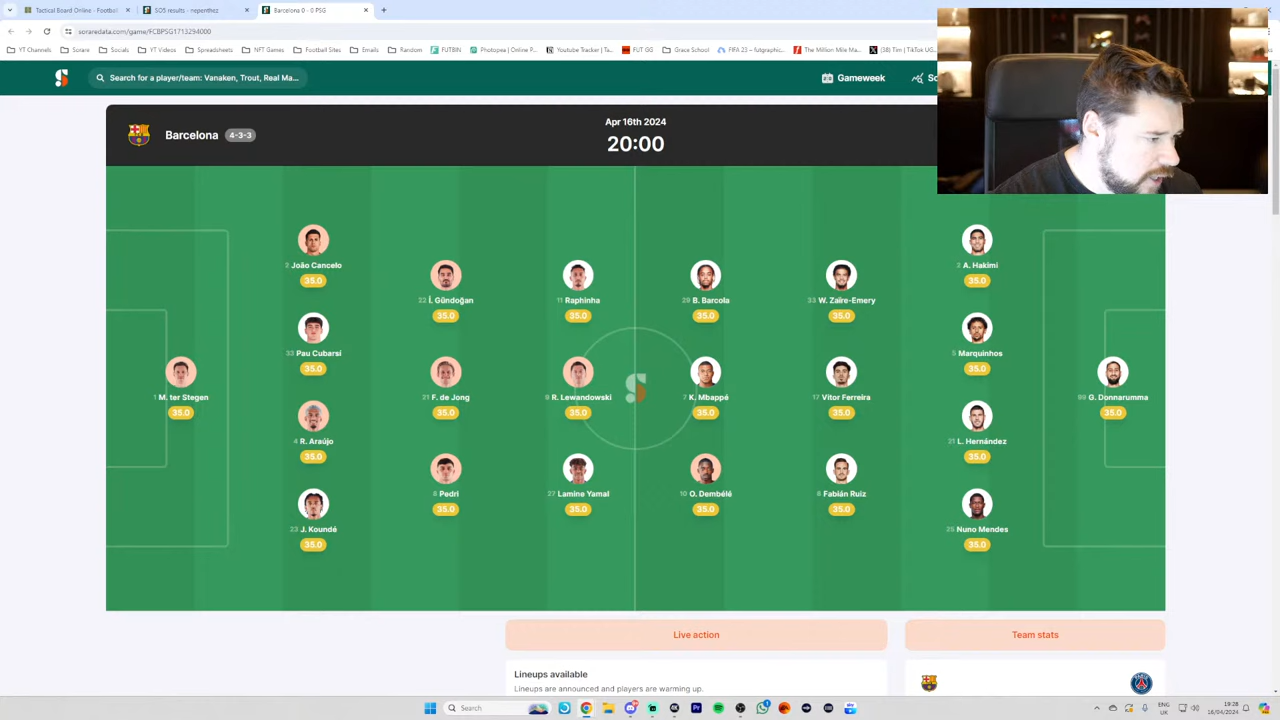 Tactical Board Online - Footbal
SO5 results - nepenthez
Barcelona 0 - 0 PSG
soraredata.com/game/FCBPSG1713294000
YT Channels
Sorare
Socials
YT Videos
Spreadsheets
NFT Games
Football Sites
Emails
Random
FUTBIN
Photopea | Online P...
Youtube Tracker | Ta...
FUT GG
Grace School
FIFA 23 – futgraphic...
The Million Mile Ma...
(38) Tim | TikTok
Search for a player/team: Vanaken, Trout, Real Ma...
Gameweek
Barcelona 4-3-3
Apr 16th 2024
20:00
2 João Cancelo
35.0
3 A. Hakimi
35.0
22 İ. Gündoğan
35.0
11 Raphinha
35.0
29 B. Barcola
35.0
33 W. Zaïre-Emery
35.0
33 Pau Cubarsí
35.0
5 Marquinhos
35.0
1 M. ter Stegen
35.0
21 F. de Jong
35.0
9 R. Lewandowski
35.0
7 K. Mbappé
35.0
17 Vitor Ferreira
35.0
99 G. Donnarumma
35.0
4 R. Araújo
35.0
21 L. Hernández
35.0
8 Pedri
35.0
27 Lamine Yamal
35.0
10 O. Dembélé
35.0
8 Fabián Ruiz
35.0
23 J. Koundé
35.0
25 Nuno Mendes
35.0
Live action
Team stats
Lineups available
Lineups are announced and players are warming up.
Search
ENG
UK
19:28
16/04/2024